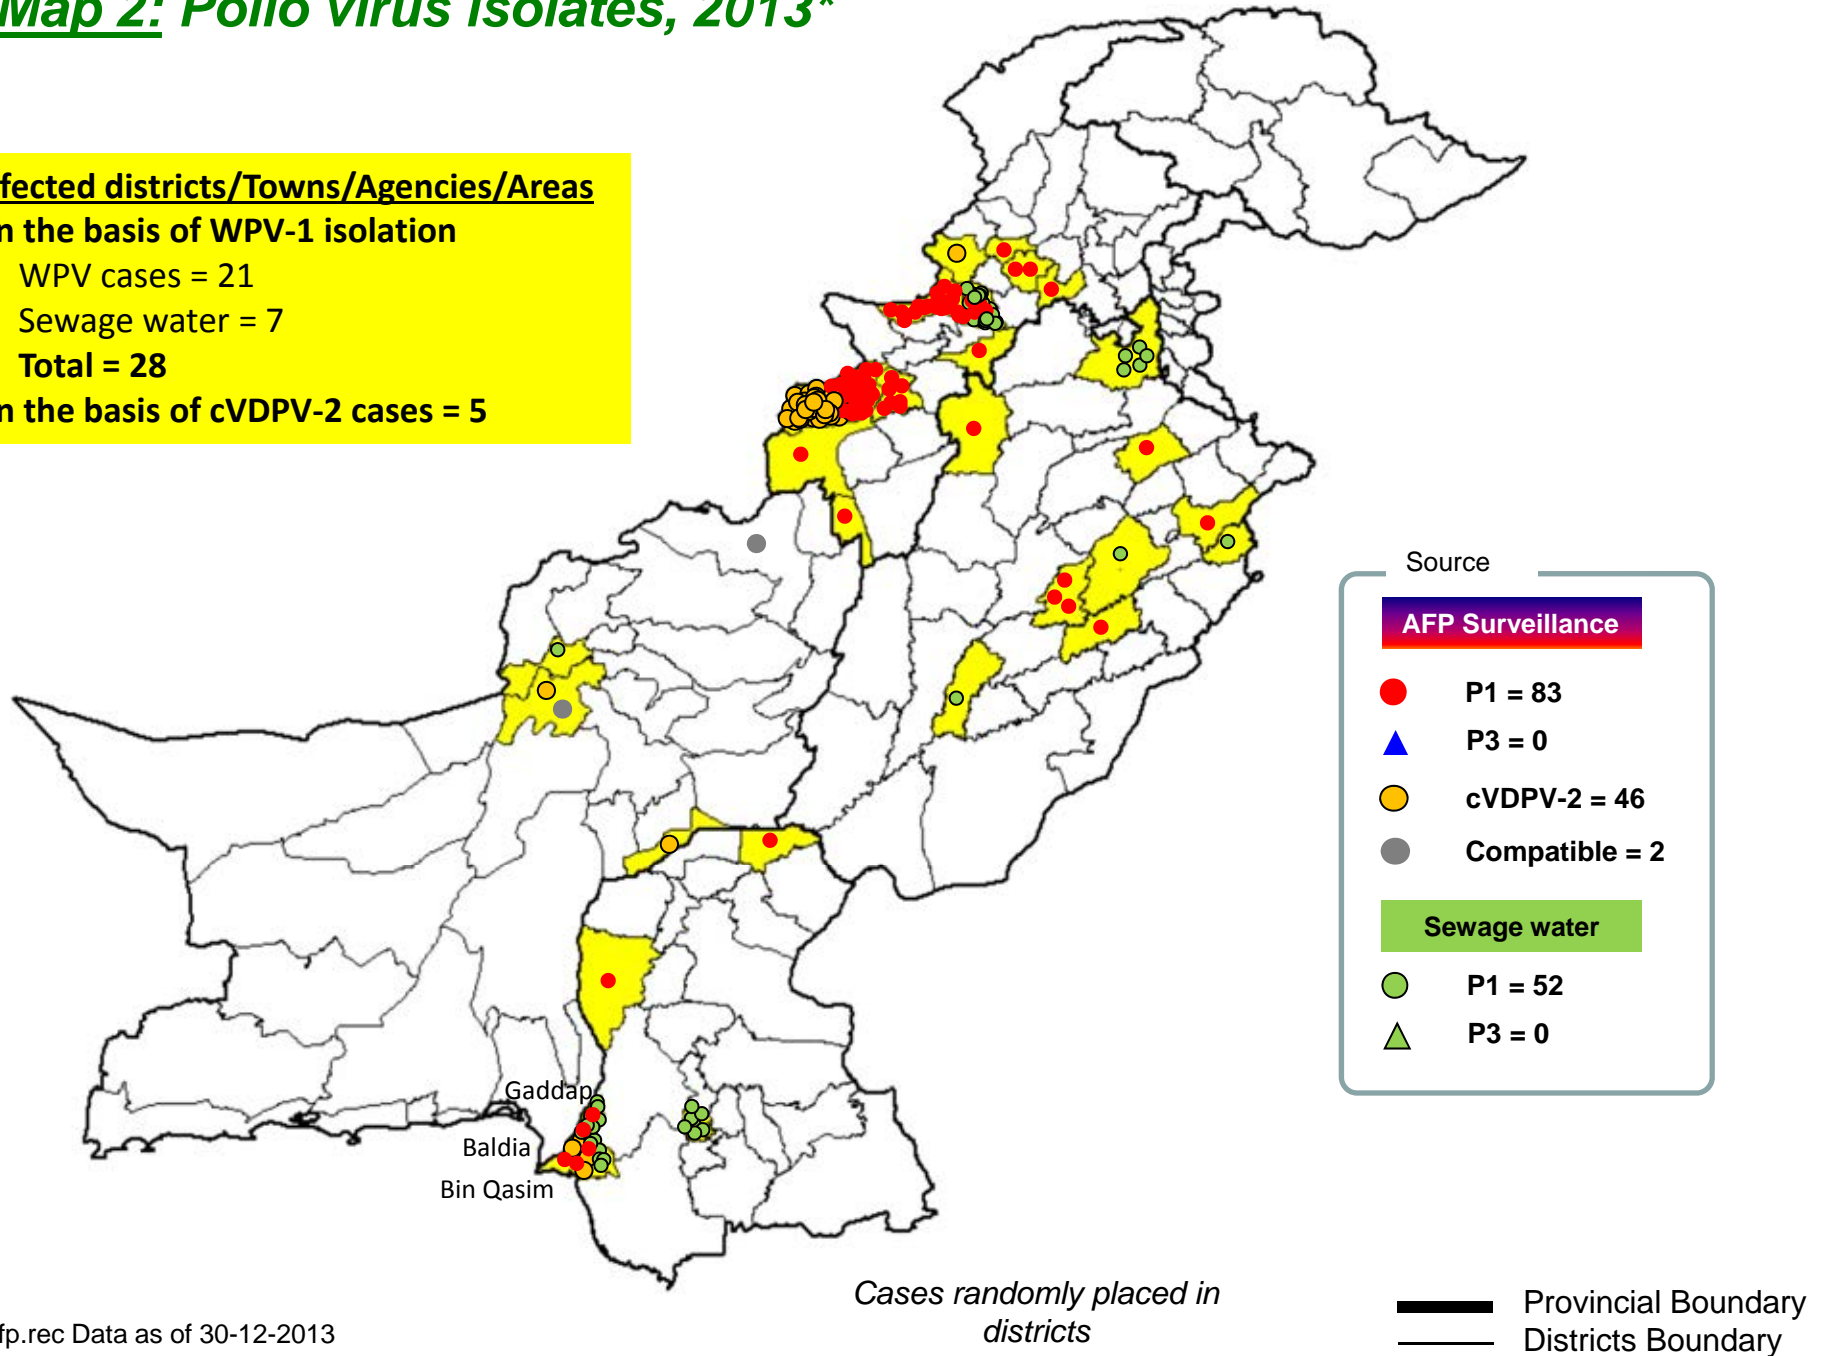 Map 2: Polio virus isolates, 2013*
fected districts/Towns/Agencies/Areas
n the basis of WPV-1 isolation
WPV cases = 21
Sewage water = 7
Total = 28
n the basis of cVDPV-2 cases = 5
Source
AFP Surveillance
P1 = 83
P3 = 0
cVDPV-2 = 46
Compatible = 2
Sewage water
P1 = 52
P3 = 0
Gaddap
Baldia
Bin Qasim
Cases randomly placed in
districts
fp.rec Data as of 30-12-2013
Provincial Boundary
Districts Boundary